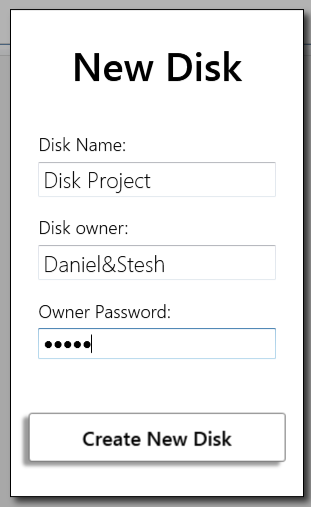 New Disk
Disk Name:
Disk Project
Disk owner:
Daniel&Stesh
Owner Password:
•••••
Create New Disk